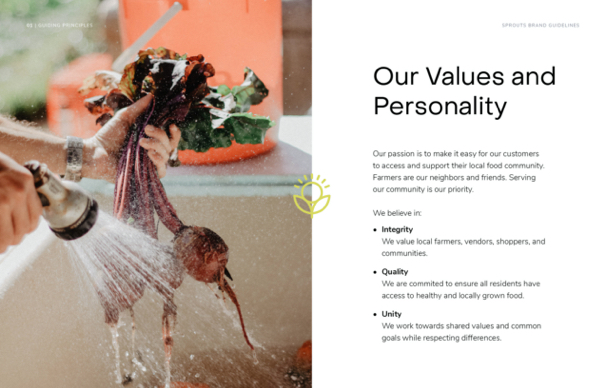 GUIDING PRINCIPLES
SPROUTS BRAND GUIDELINES
Our Values and
Personality
Our passion is to make it easy for our customers
to access and support their local food community.
Farmers are our neighbors and friends. Serving
our community is our priority.
We believe in:
• Integrity
We value local farmers, vendors, shoppers, and
communities.
• Quality
We are commited to ensure all residents have
access to healthy and locally grown food.
• Unity
We work towards shared values and common
goals while respecting differences.